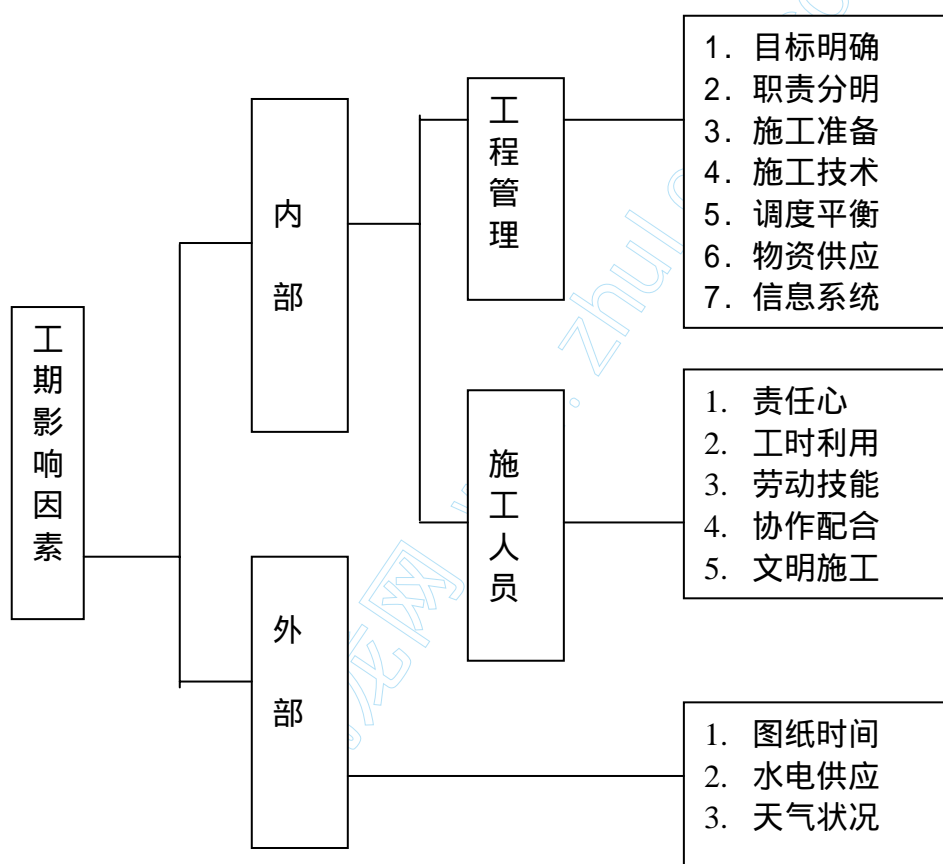 工期影响因素
内部
外部
工程管理
施工人员
1. 目标明确
2. 职责分明
3. 施工准备
4. 施工技术
5. 调度平衡
6. 物资供应
7. 信息系统
1. 责任心
2. 工时利用
3. 劳动技能
4. 协作配合
5. 文明施工
1. 图纸时间
2. 水电供应
3. 天气状况